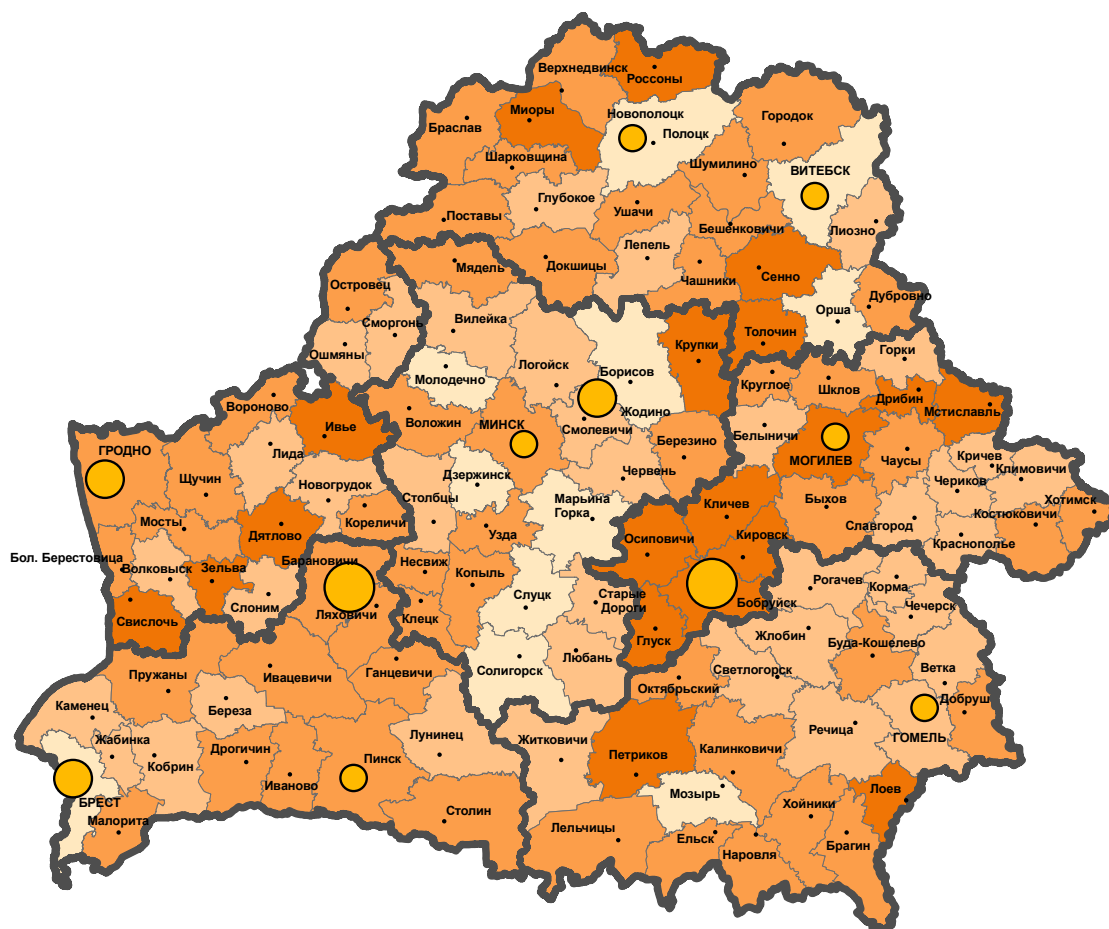 Верхнедвинск
Россоны
Миоры
Новополоцк
Полоцк
Городок
Браслав
Шарковщина
Шумилино
ВИТЕБСК
Глубокое
Ушачи
Поставы
Бешенковичи
Лиозно
Лепель
Докшицы
Мядель
Чашники
Сенно
Островец
Дубровно
Орша
Сморгонь
Вилейка
Толочин
Ошмяны
Логойск
Крупки
Горки
Молодечно
Борисов
Круглое
Шклов
Дрибин
Мстиславль
Вороново
Ивье
Воложин
МИНСК
Жодино
Смолевичи
Березино
Белыничи
ГРОДНО
Лида
МОГИЛЕВ
Чаусы
Кричев
Климовичи
Щучин
Дзержинск
Червень
Чериков
Новогрудок
Столбцы
Марьина
Горка
Кличев
Быхов
Хотимск
Костюковичи
Мосты
Дятлово
Кореличи
Узда
Осиповичи
Кировск
Славгород
Краснополье
Бол. Берестовица
Волковыск
Зельва
Барановичи
Несвиж
Копыль
Рогачев
Корма
Слоним
Ляховичи
Клецк
Слуцк
Старые
Дороги
Бобруйск
Чечерск
Свислочь
Глуск
Жлобин
Буда-Кошелево
Солигорск
Любань
Светлогорск
Ветка
Пружаны
Ивацевичи
Ганцевичи
Октябрьский
Добруш
Каменец
Береза
Речица
ГОМЕЛЬ
Жабинка
Дрогичин
Лунинец
Житковичи
Петриков
Калинковичи
Кобрин
Пинск
Иваново
Мозырь
Лоев
БРЕСТ
Малорита
Столин
Хойники
Лельчицы
Ельск
Наровля
Брагин